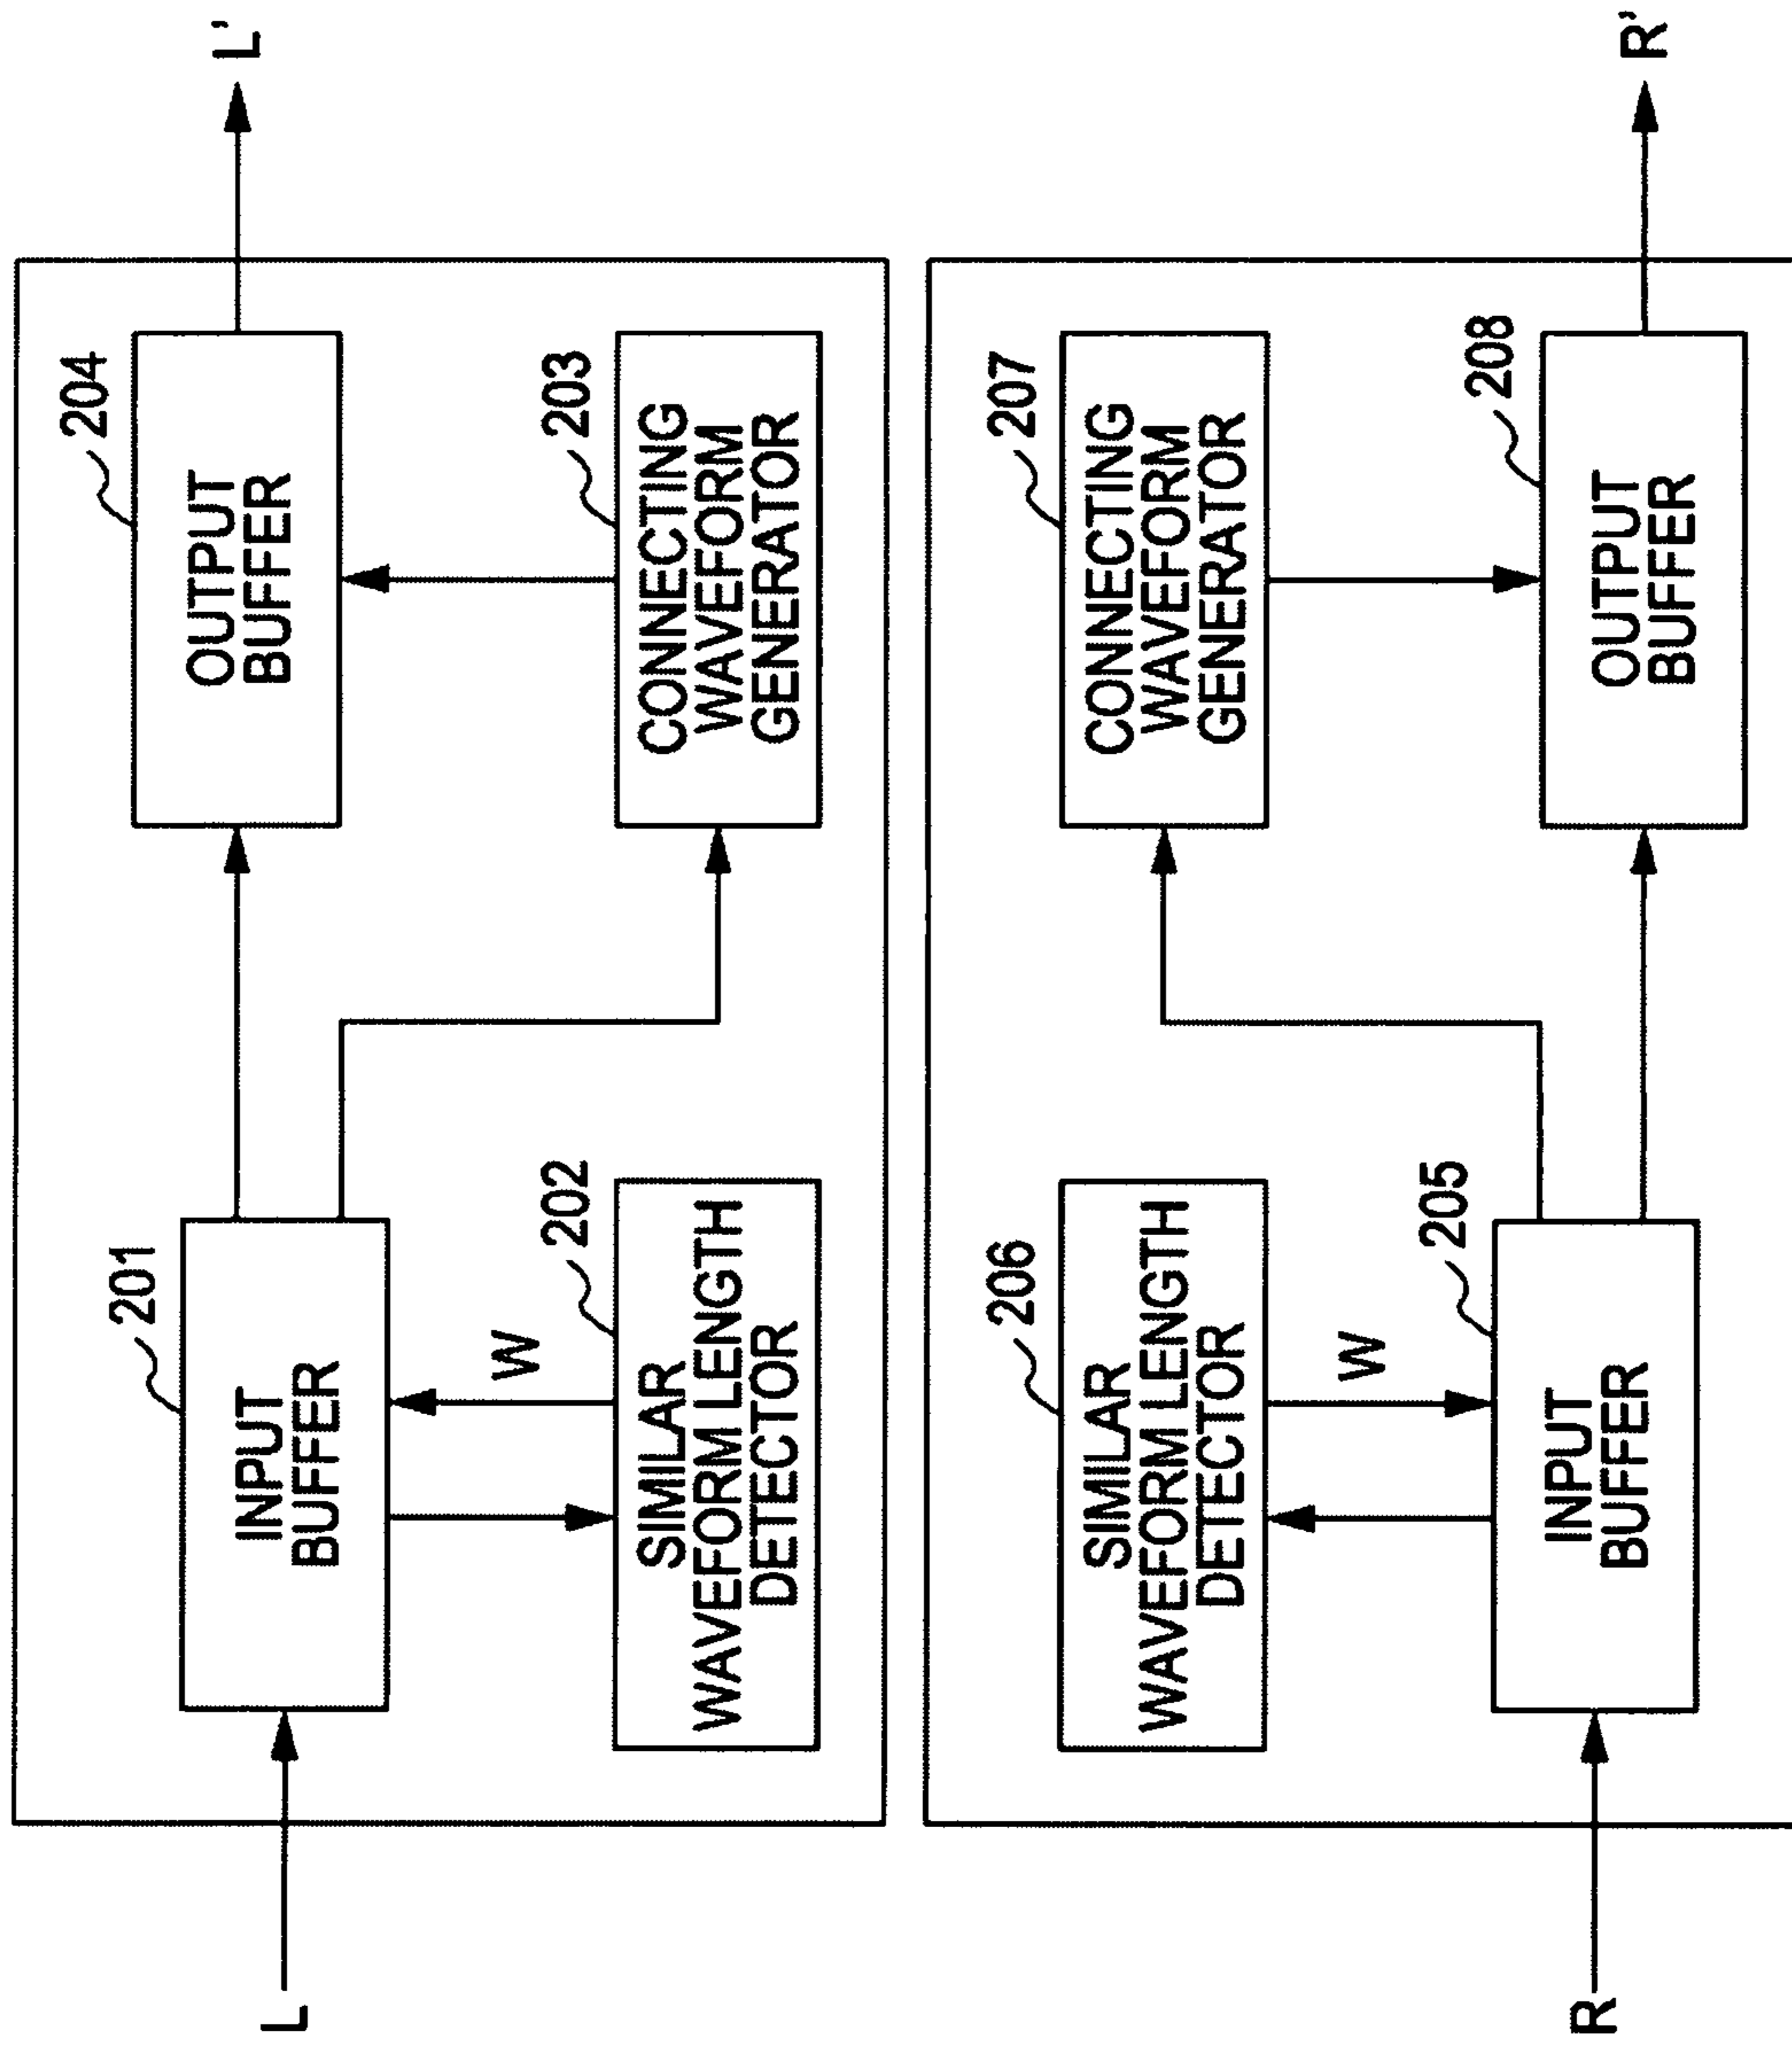 L
201
INPUT
BUFFER
W
202
SIMILAR
WAVEFORM LENGTH
DETECTOR
204
OUTPUT
BUFFER
203
CONNECTING
WAVEFORM
GENERATOR
L'
R
206
SIMILAR
WAVEFORM LENGTH
DETECTOR
W
205
INPUT
BUFFER
207
CONNECTING
WAVEFORM
GENERATOR
208
OUTPUT
BUFFER
R'